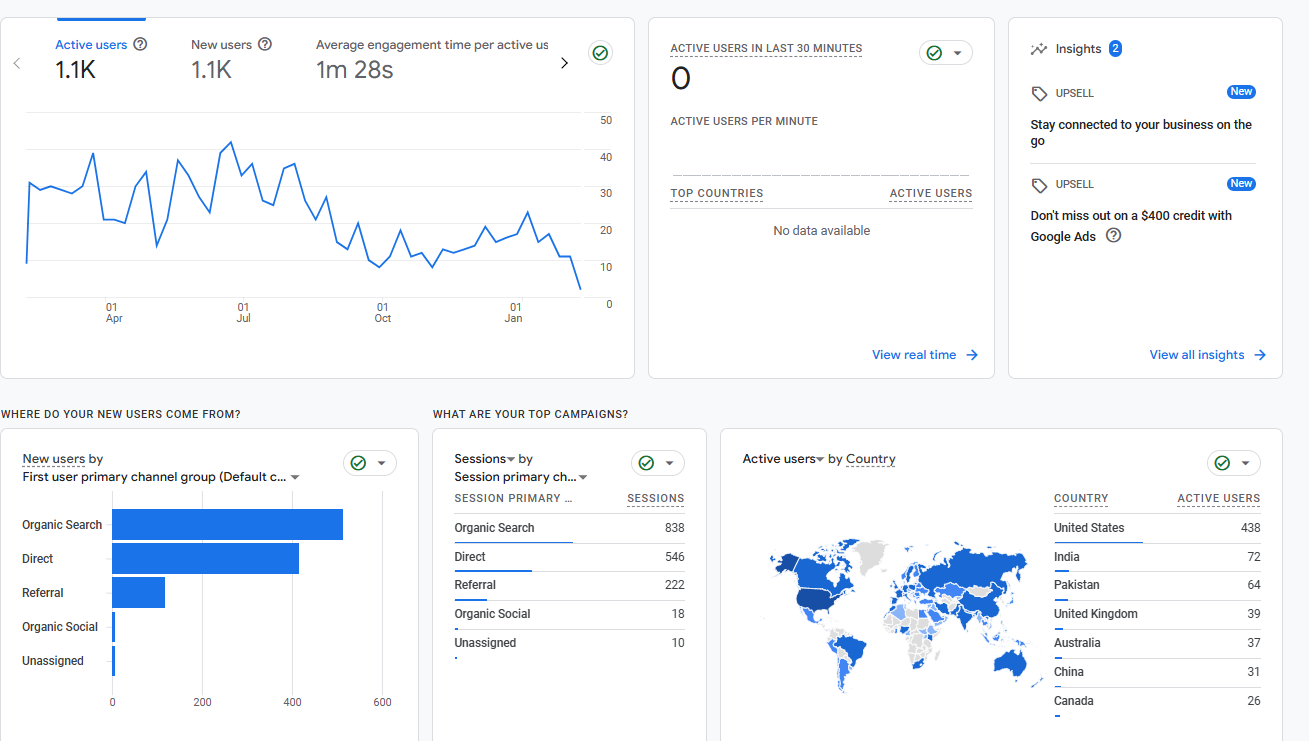 Active users
1.1K
New users
1.1K
Average engagement time per active us
1m 28s
50
40
30
20
10
0
01
Apr
01
Jul
01
Oct
01
Jan
ACTIVE USERS IN LAST 30 MINUTES
0
ACTIVE USERS PER MINUTE
TOP COUNTRIES ACTIVE USERS
No data available
View real time
Insights 2
UPSELL New
Stay connected to your business on the
go
UPSELL New
Don't miss out on a $400 credit with
Google Ads
View all insights
WHERE DO YOUR NEW USERS COME FROM?
New users by
First user primary channel group (Default c...
Organic Search
Direct
Referral
Organic Social
Unassigned
0 200 400 600
WHAT ARE YOUR TOP CAMPAIGNS?
Sessions by
Session primary ch...
SESSION PRIMARY ... SESSIONS
Organic Search 838
Direct 546
Referral 222
Organic Social 18
Unassigned 10
Active users by Country
COUNTRY ACTIVE USERS
United States 438
India 72
Pakistan 64
United Kingdom 39
Australia 37
China 31
Canada 26